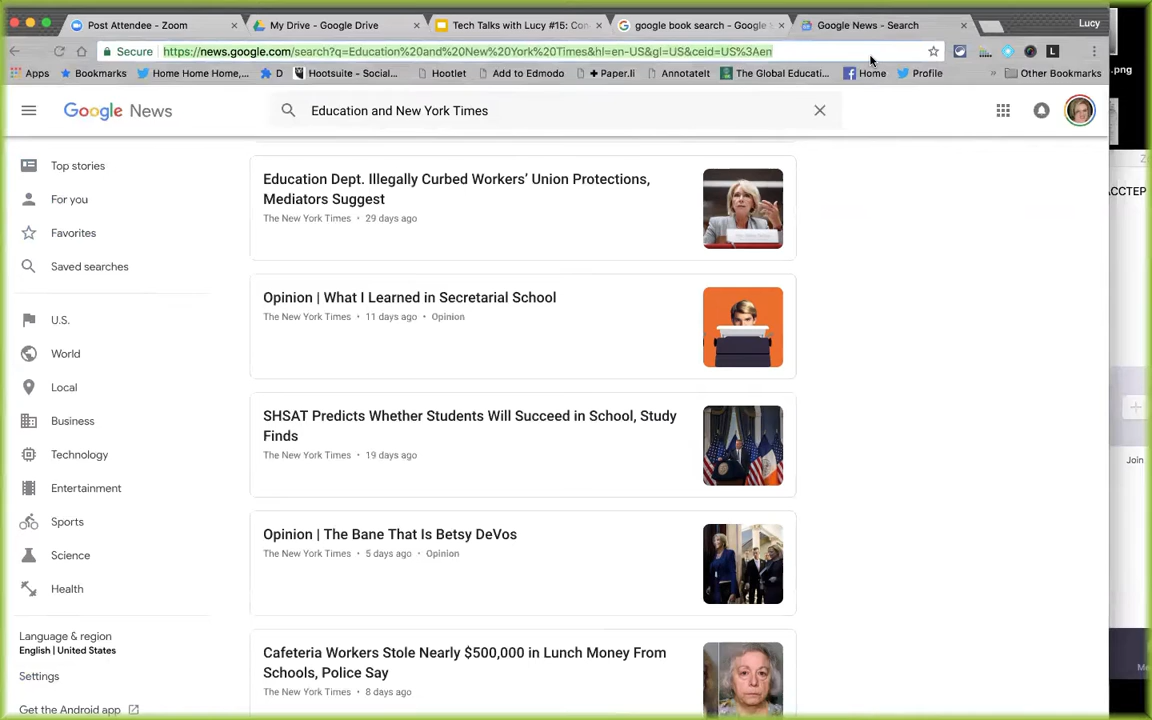 Post Attendee - Zoom
My Drive - Google Drive
Tech Talks with Lucy #15: Con
google book search - Google
Google News - Search
Lucy
Secure
https://news.google.com/search?q=Education%20and%20New%20York%20Times&hl=en-US&gl=US&ceid=US%3Aen
Apps
Bookmarks
Home Home Home,
D
Hootsuite - Social...
Hootlet
Add to Edmodo
+ Paper.li
AnnotateIt
The Global Educati...
Home
Profile
»
Other Bookmarks
.png
Google News
Education and New York Times
Top stories
For you
Favorites
Saved searches
U.S.
World
Local
Business
Technology
Entertainment
Sports
Science
Health
Language & region
English | United States
Settings
Get the Android app
Education Dept. Illegally Curbed Workers' Union Protections,
Mediators Suggest
The New York Times • 29 days ago
Opinion | What I Learned in Secretarial School
The New York Times • 11 days ago • Opinion
SHSAT Predicts Whether Students Will Succeed in School, Study
Finds
The New York Times • 19 days ago
Opinion | The Bane That Is Betsy DeVos
The New York Times • 5 days ago • Opinion
Cafeteria Workers Stole Nearly $500,000 in Lunch Money From
Schools, Police Say
The New York Times • 8 days ago
ACCTEP
Join